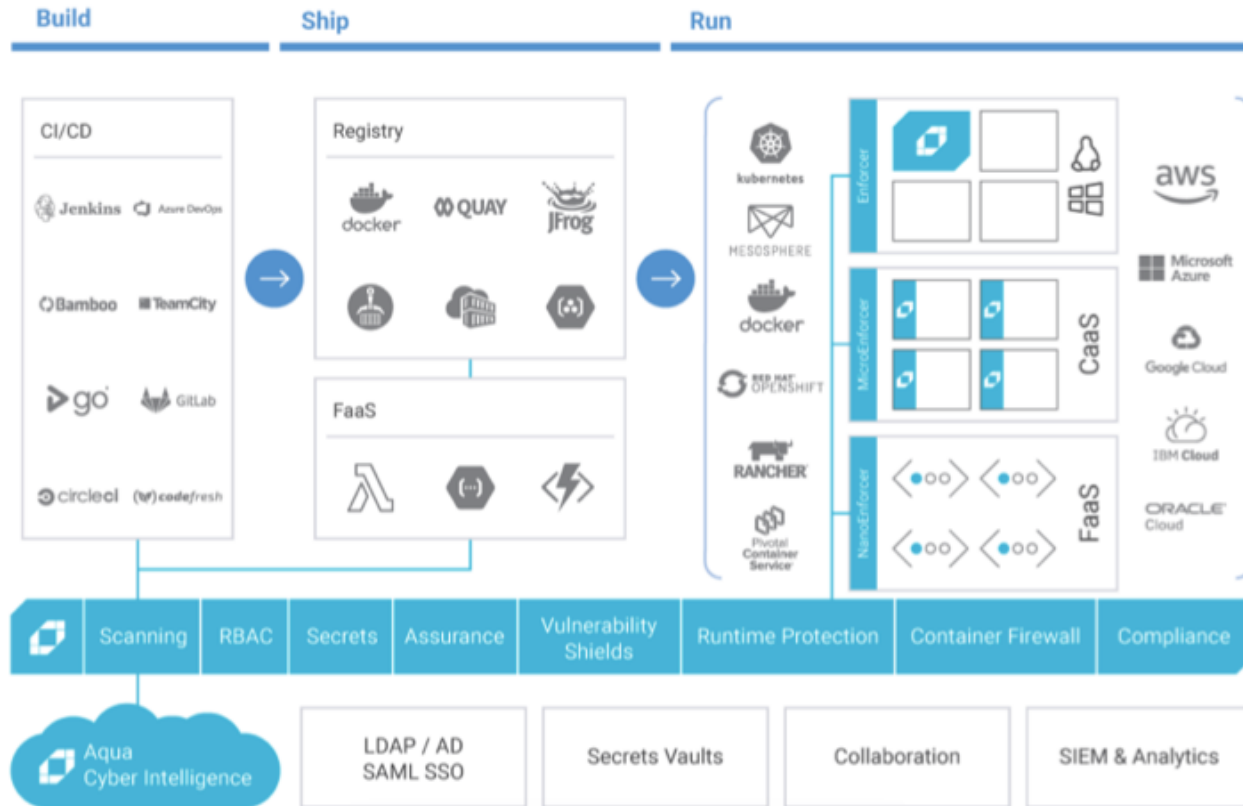 Build
Ship
Run
CI/CD
Jenkins
Azure DevOps
Bamboo
TeamCity
go
GitLab
circleci
codefresh
Registry
docker
QUAY
JFrog
FaaS
kubernetes
MESOSPHERE
docker
RED HAT
OPENSHIFT
RANCHER
Pivotal
Container
Service
Enforcer
MicroEnforcer
CaaS
NanoEnforcer
FaaS
aws
Microsoft
Azure
Google Cloud
IBM Cloud
ORACLE
Cloud
Scanning
RBAC
Secrets
Assurance
Vulnerability
Shields
Runtime Protection
Container Firewall
Compliance
Aqua
Cyber Intelligence
LDAP / AD
SAML SSO
Secrets Vaults
Collaboration
SIEM & Analytics